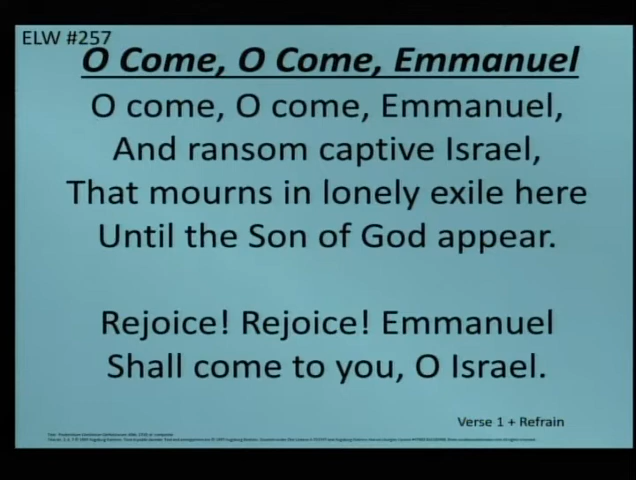 ELW #257
O Come, O Come, Emmanuel
O come, O come, Emmanuel,
And ransom captive Israel,
That mourns in lonely exile here
Until the Son of God appear.
Rejoice! Rejoice! Emmanuel
Shall come to you, O Israel.
Verse 1 + Refrain